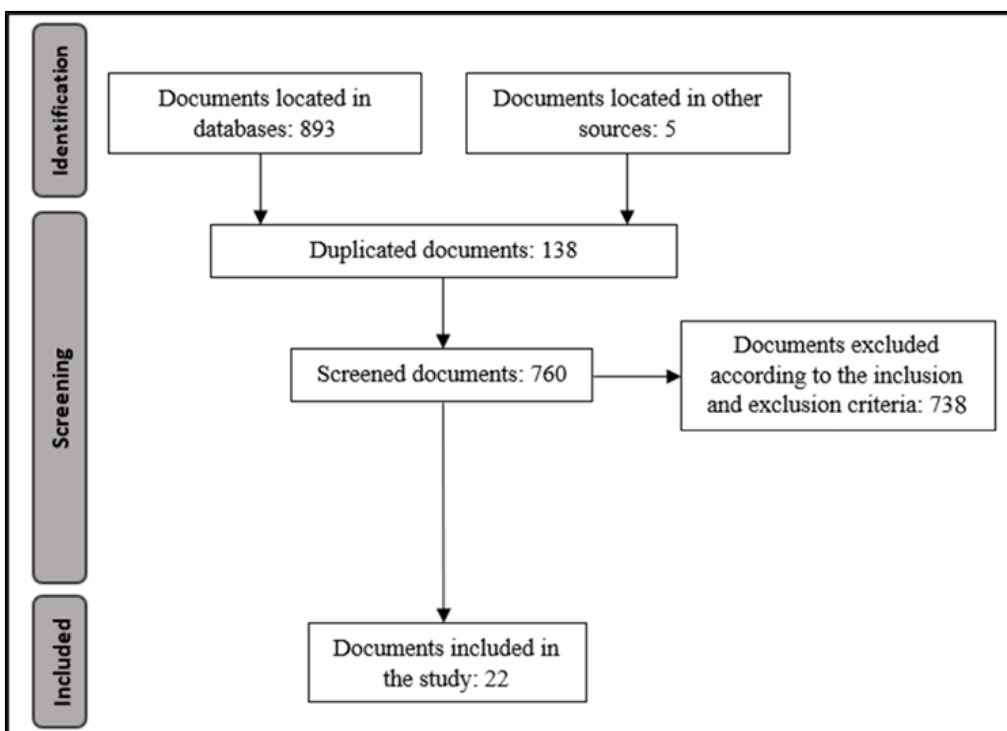 Identification
Documents located in
databases: 893
Documents located in other
sources: 5
Screening
Duplicated documents: 138
Screened documents: 760
Documents excluded
according to the inclusion
and exclusion criteria: 738
Included
Documents included in
the study: 22